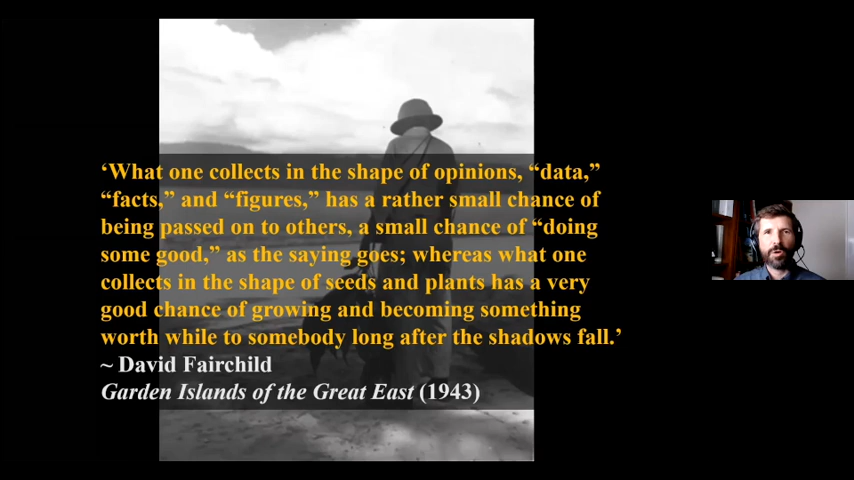 ‘What one collects in the shape of opinions, “data,”
“facts,” and “figures,” has a rather small chance of
being passed on to others, a small chance of “doing
some good,” as the saying goes; whereas what one
collects in the shape of seeds and plants has a very
good chance of growing and becoming something
worth while to somebody long after the shadows fall.’
~ David Fairchild
Garden Islands of the Great East (1943)